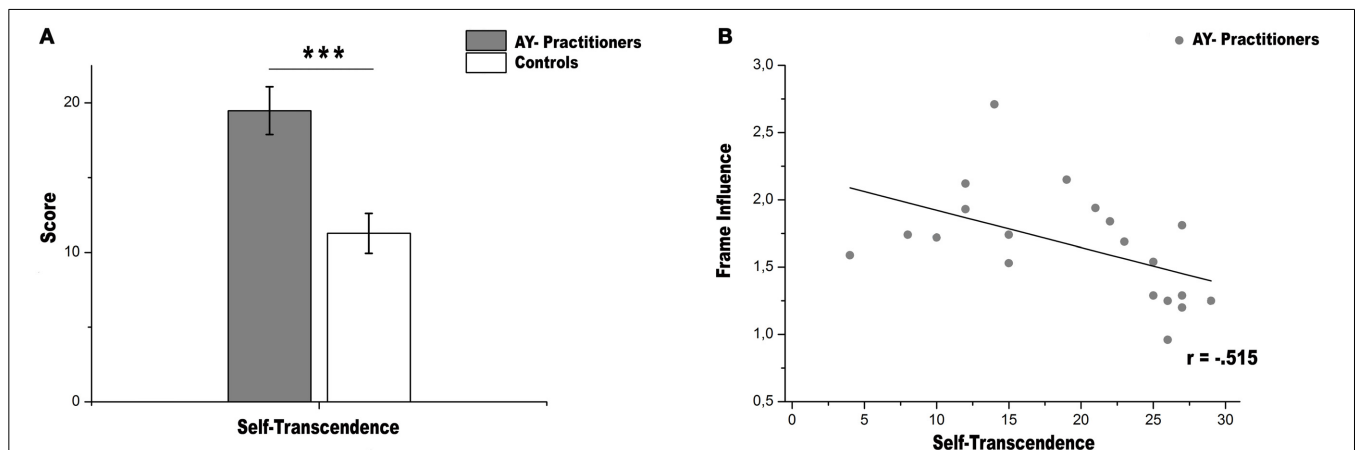 A
AY- Practitioners
Controls
***
20
10
0
Score
Self-Transcendence
B
AY- Practitioners
3,0
2,5
2,0
1,5
1,0
0,5
Frame Influence
r = -.515
0 5 10 15 20 25 30
Self-Transcendence